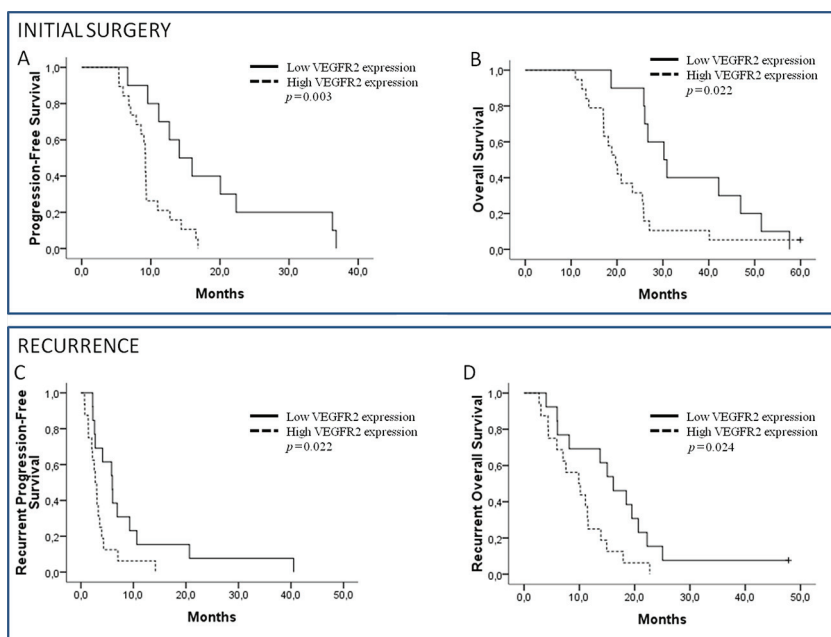 INITIAL SURGERY
A
Low VEGFR2 expression
High VEGFR2 expression
p=0.003
Progression-Free Survival
1,0
0,8
0,6
0,4
0,2
0,0
0,0 10,0 20,0 30,0 40,0
Months
B
Low VEGFR2 expression
High VEGFR2 expression
p=0.022
Overall Survival
1,0
0,8
0,6
0,4
0,2
0,0
0,0 10,0 20,0 30,0 40,0 50,0 60,0
Months
RECURRENCE
C
Low VEGFR2 expression
High VEGFR2 expression
p=0.022
Recurrent Progression-Free
Survival
1,0
0,8
0,6
0,4
0,2
0,0
0,0 10,0 20,0 30,0 40,0 50,0
Months
D
Low VEGFR2 expression
High VEGFR2 expression
p=0.024
Recurrent Overall Survival
1,0
0,8
0,6
0,4
0,2
0,0
0,0 10,0 20,0 30,0 40,0 50,0
Months